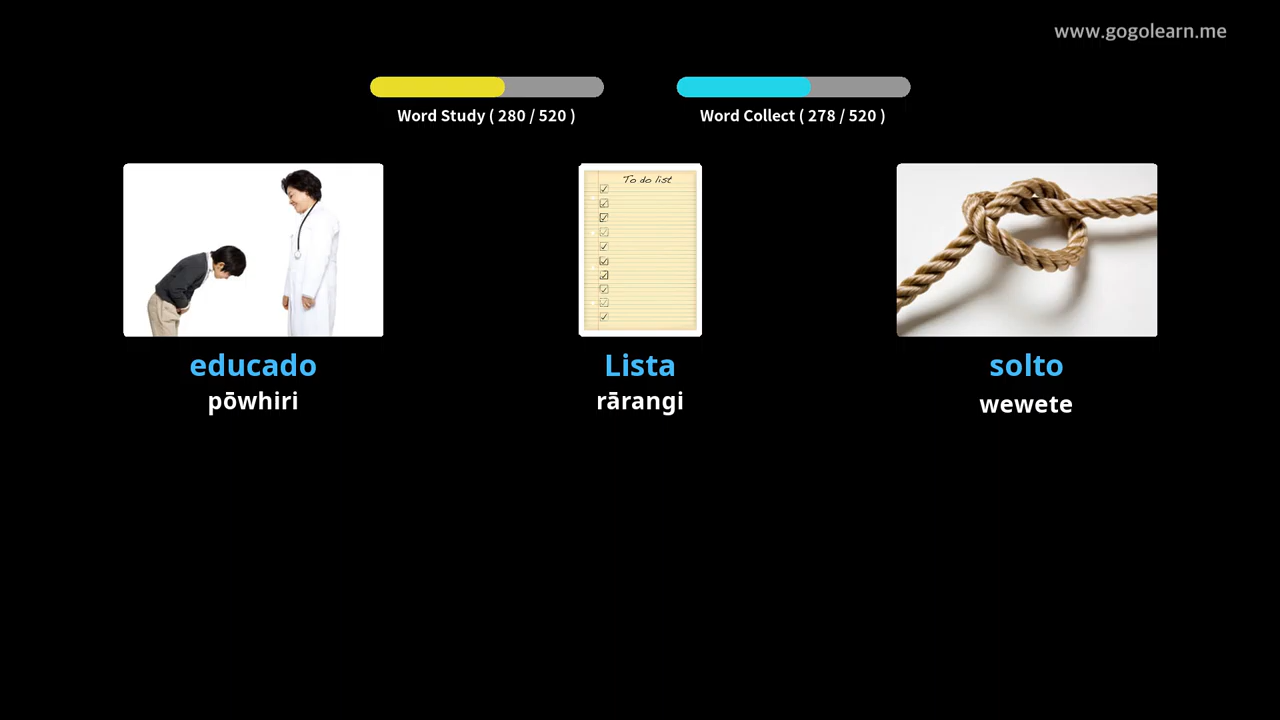 www.gogolearn.me
Word Study ( 280 / 520 )
Word Collect ( 278 / 520 )
To do list
educado
Lista
solto
pōwhiri
rārangi
wewete